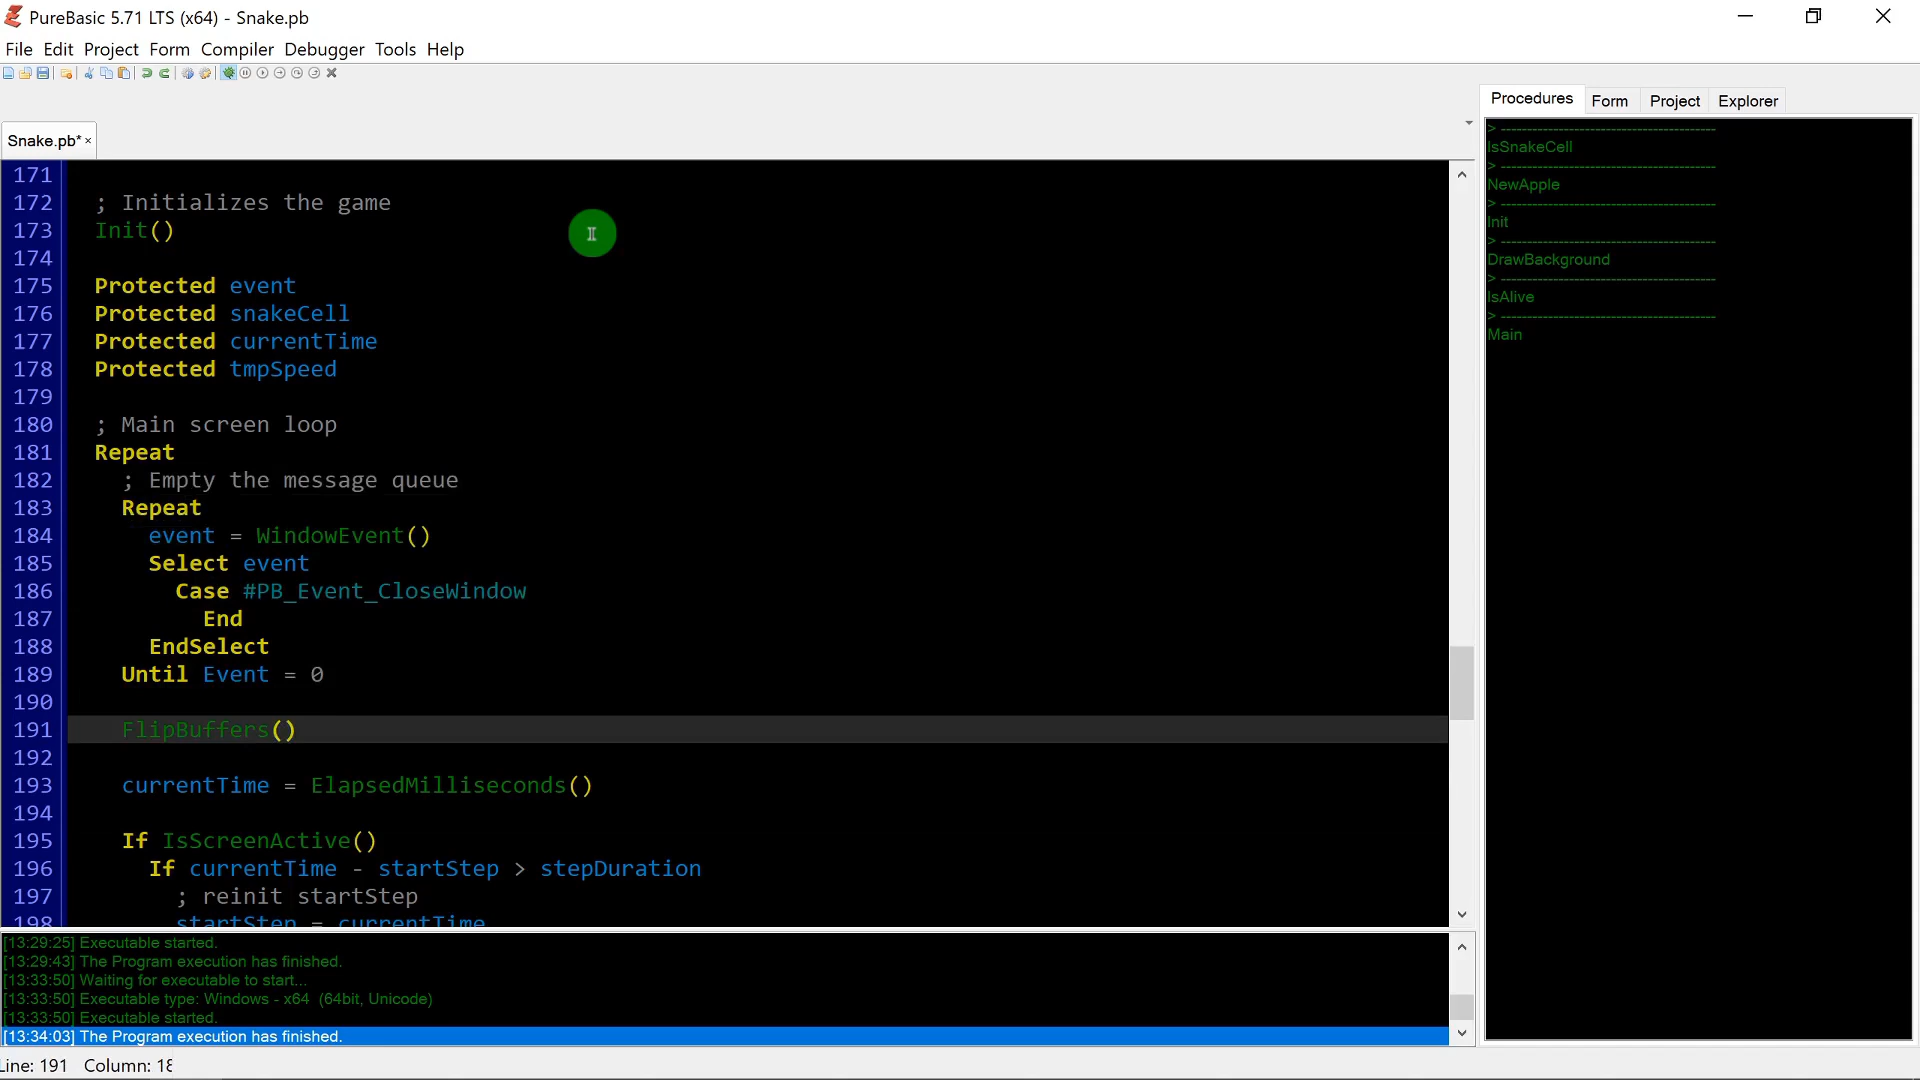 PureBasic 5.71 LTS (x64) - Snake.pb
File Edit Project Form Compiler Debugger Tools Help
Procedures Form Project Explorer
Snake.pb*
> ----------------------------------------
IsSnakeCell
> ----------------------------------------
NewApple
> ----------------------------------------
Init
> ----------------------------------------
DrawBackground
> ----------------------------------------
IsAlive
> ----------------------------------------
Main
171
172 ; Initializes the game
173 Init()
174
175 Protected event
176 Protected snakeCell
177 Protected currentTime
178 Protected tmpSpeed
179
180 ; Main screen loop
181 Repeat
182 ; Empty the message queue
183 Repeat
184 event = WindowEvent()
185 Select event
186 Case #PB_Event_CloseWindow
187 End
188 EndSelect
189 Until Event = 0
190
191 FlipBuffers()
192
193 currentTime = ElapsedMilliseconds()
194
195 If IsScreenActive()
196 If currentTime - startStep > stepDuration
197 ; reinit startStep
198 startStep = currentTime
[13:29:25] Executable started.
[13:29:43] The Program execution has finished.
[13:33:50] Waiting for executable to start...
[13:33:50] Executable type: Windows - x64 (64bit, Unicode)
[13:33:50] Executable started.
[13:34:03] The Program execution has finished.
Line: 191 Column: 18